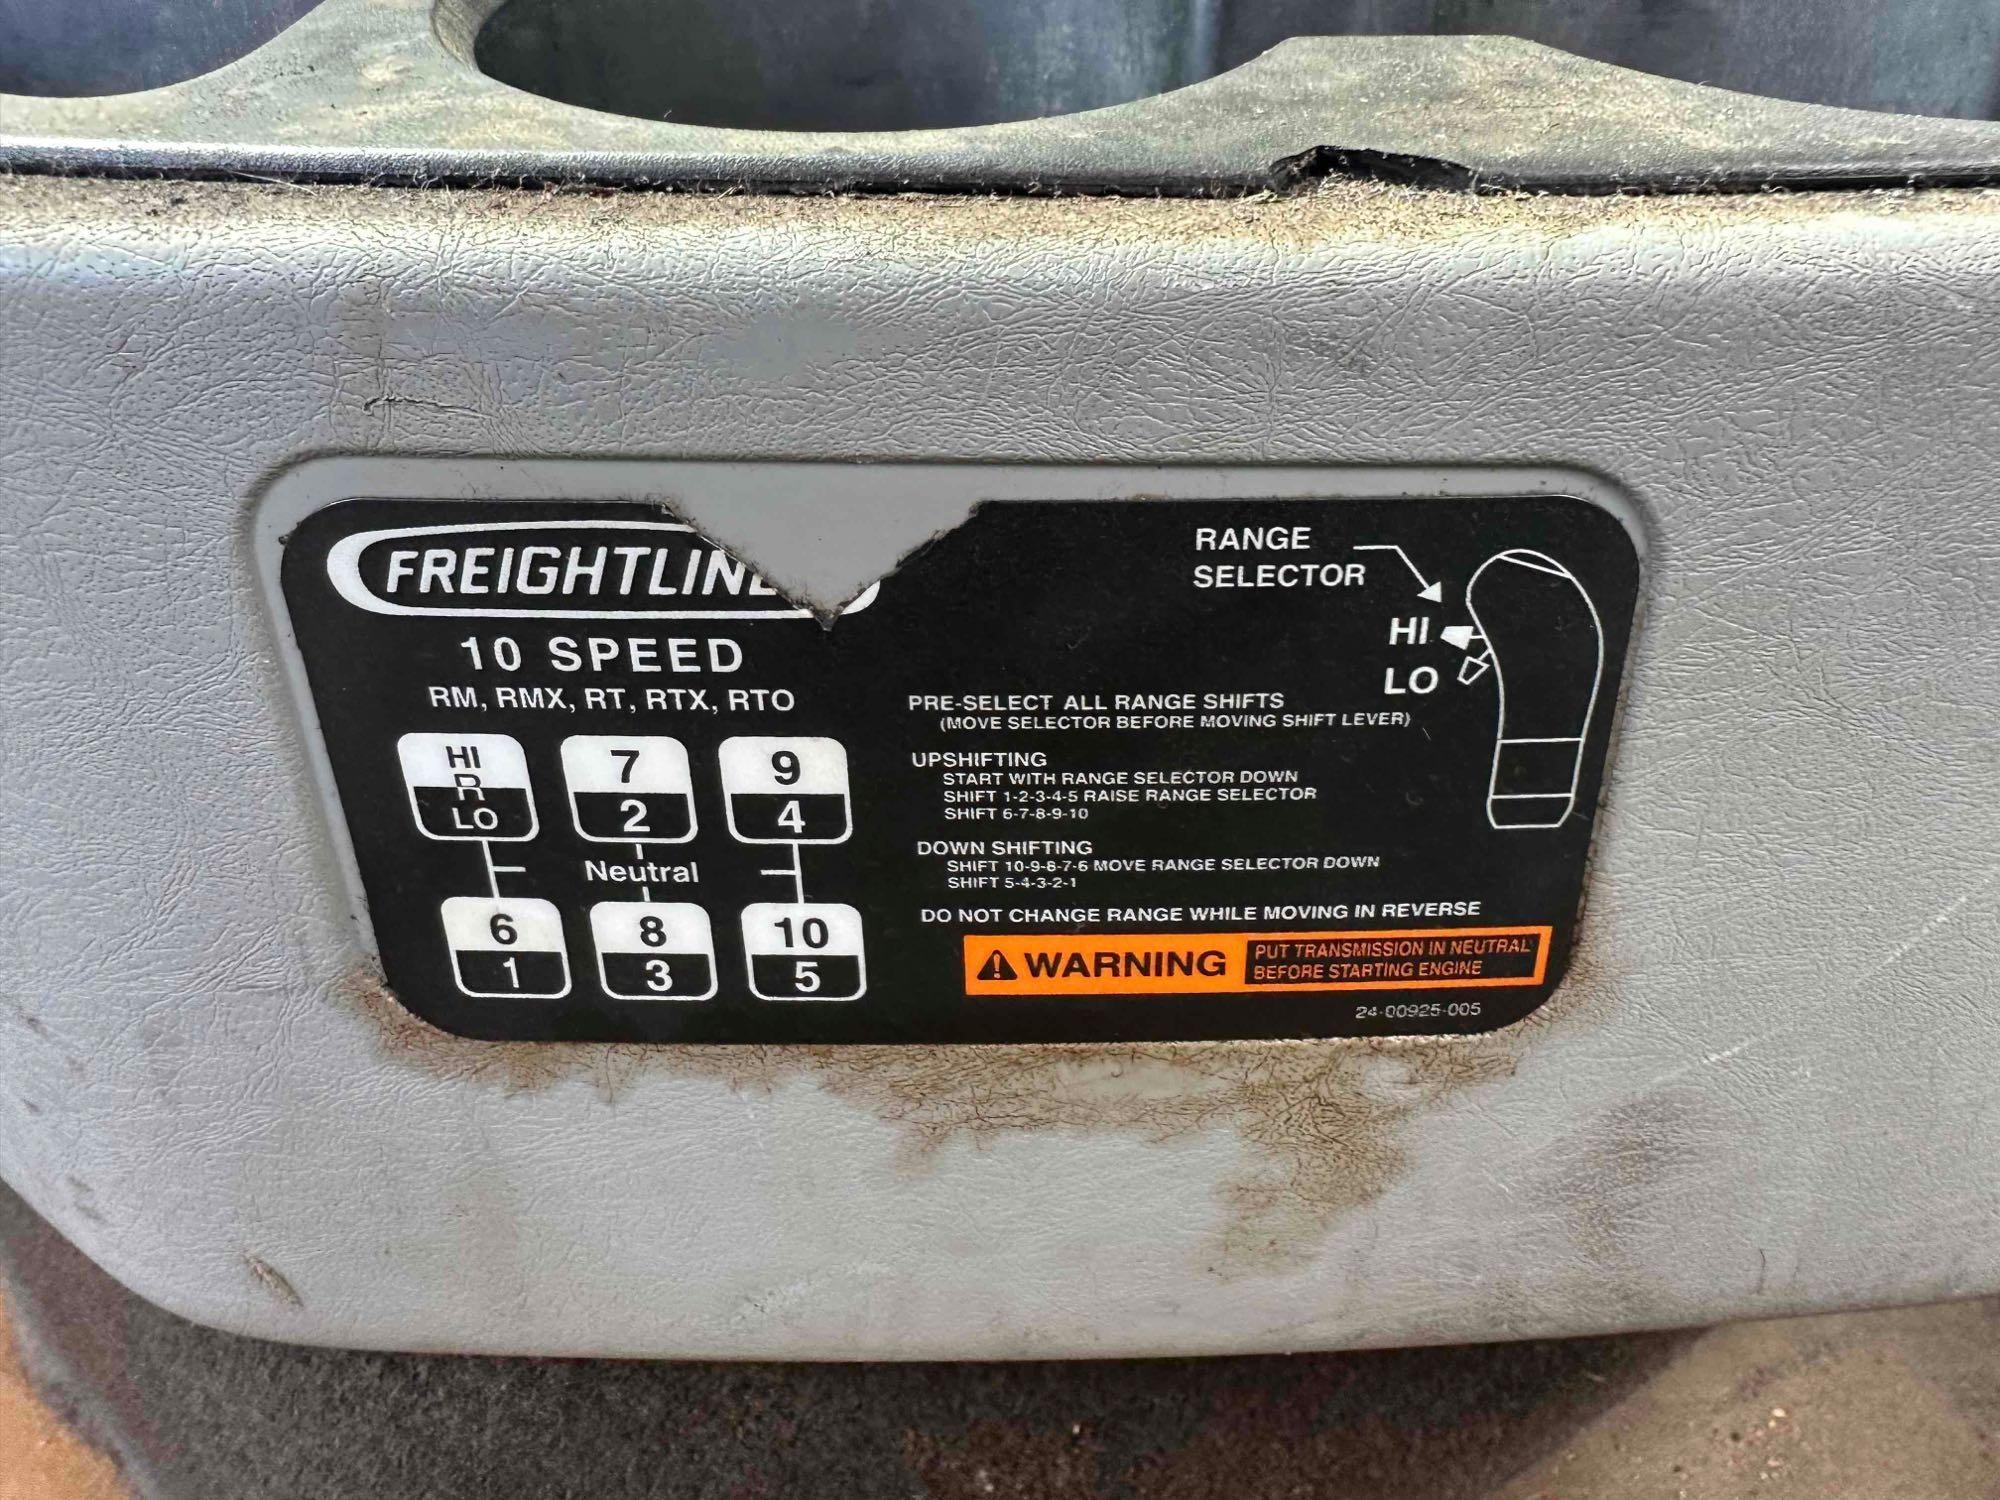 FREIGHTLIN
10 SPEED
RM, RMX, RT, RTX, RTO
HI
R
LO
7
2
9
4
Neutral
6
1
8
3
10
5
RANGE
SELECTOR
HI
LO
PRE-SELECT ALL RANGE SHIFTS
(MOVE SELECTOR BEFORE MOVING SHIFT LEVER)
UPSHIFTING
START WITH RANGE SELECTOR DOWN
SHIFT 1-2-3-4-5 RAISE RANGE SELECTOR
SHIFT 6-7-8-9-10
DOWN SHIFTING
SHIFT 10-9-8-7-6 MOVE RANGE SELECTOR DOWN
SHIFT 5-4-3-2-1
DO NOT CHANGE RANGE WHILE MOVING IN REVERSE
WARNING
PUT TRANSMISSION IN NEUTRAL
BEFORE STARTING ENGINE
24-00925-005